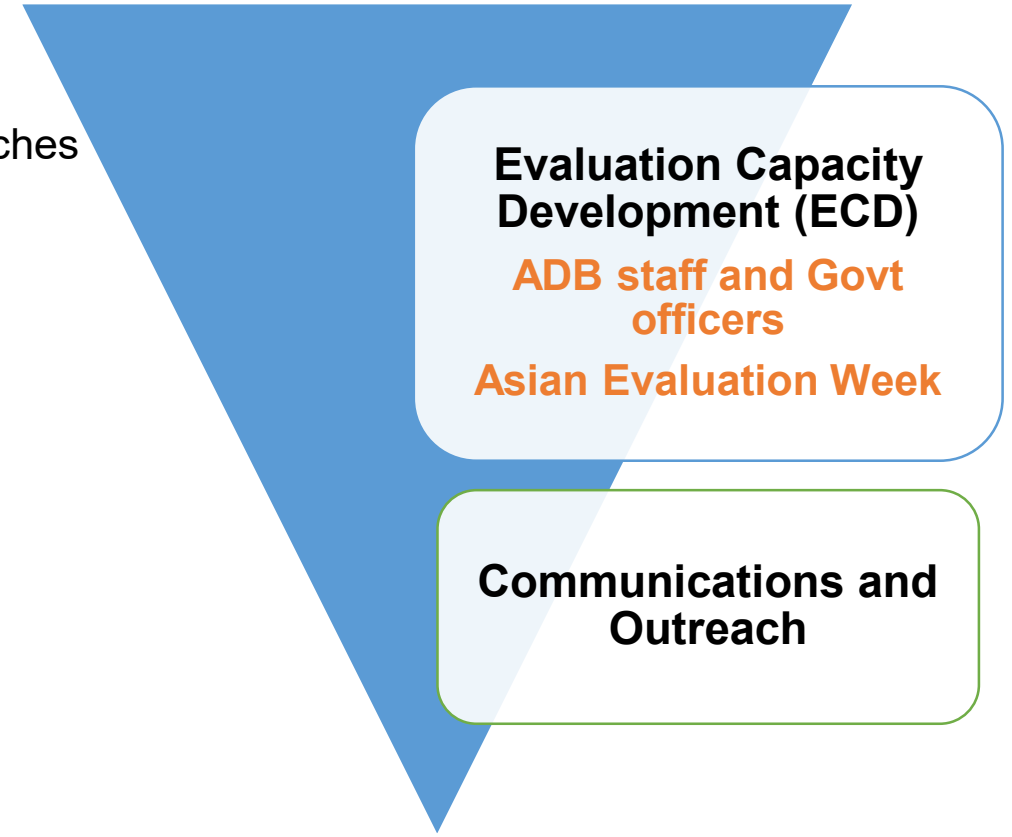 ches
Evaluation Capacity
Development (ECD)
ADB staff and Govt
officers
Asian Evaluation Week
Communications and
Outreach